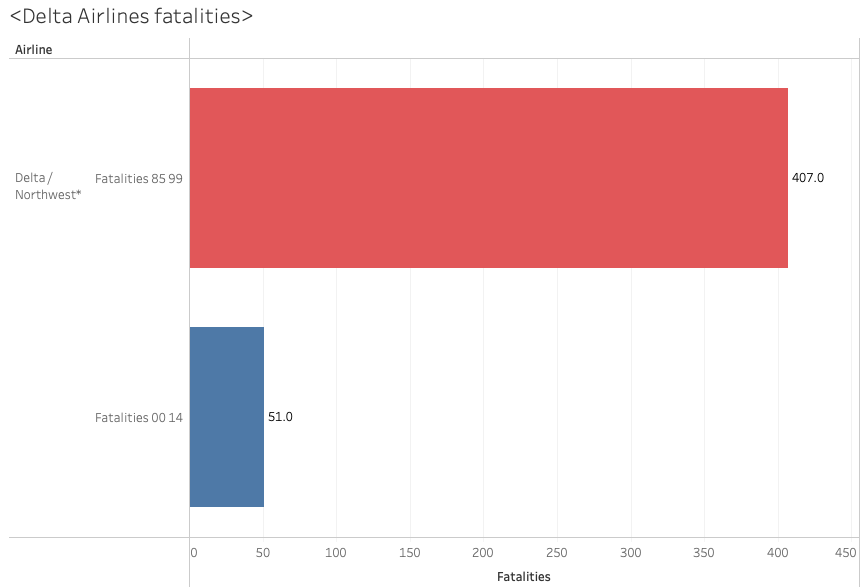 <Delta Airlines fatalities>
Airline
Delta /
Northwest*
Fatalities 85 99
407.0
Fatalities 00 14
51.0
0 50 100 150 200 250 300 350 400 450
Fatalities